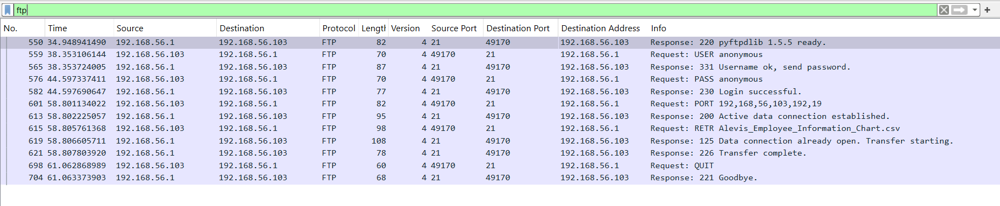 ftp
No. Time Source Destination Protocol Length Version Source Port Destination Port Destination Address Info
550 34.948941490 192.168.56.1 192.168.56.103 FTP 82 4 21 49170 192.168.56.103 Response: 220 pyftpdlib 1.5.5 ready.
559 38.353106144 192.168.56.103 192.168.56.1 FTP 70 4 49170 21 192.168.56.1 Request: USER anonymous
565 38.353724005 192.168.56.1 192.168.56.103 FTP 87 4 21 49170 192.168.56.103 Response: 331 Username ok, send password.
576 44.597337411 192.168.56.103 192.168.56.1 FTP 70 4 49170 21 192.168.56.1 Request: PASS anonymous
582 44.597690647 192.168.56.1 192.168.56.103 FTP 77 4 21 49170 192.168.56.103 Response: 230 Login successful.
601 58.801134022 192.168.56.103 192.168.56.1 FTP 82 4 49170 21 192.168.56.1 Request: PORT 192,168,56,103,192,19
613 58.802225057 192.168.56.1 192.168.56.103 FTP 95 4 21 49170 192.168.56.103 Response: 200 Active data connection established.
615 58.805761368 192.168.56.103 192.168.56.1 FTP 98 4 49170 21 192.168.56.1 Request: RETR Alevis_Employee_Information_Chart.csv
619 58.806605711 192.168.56.1 192.168.56.103 FTP 108 4 21 49170 192.168.56.103 Response: 125 Data connection already open. Transfer starting.
621 58.807803920 192.168.56.1 192.168.56.103 FTP 78 4 21 49170 192.168.56.103 Response: 226 Transfer complete.
698 61.062868989 192.168.56.103 192.168.56.1 FTP 60 4 49170 21 192.168.56.1 Request: QUIT
704 61.063373903 192.168.56.1 192.168.56.103 FTP 68 4 21 49170 192.168.56.103 Response: 221 Goodbye.